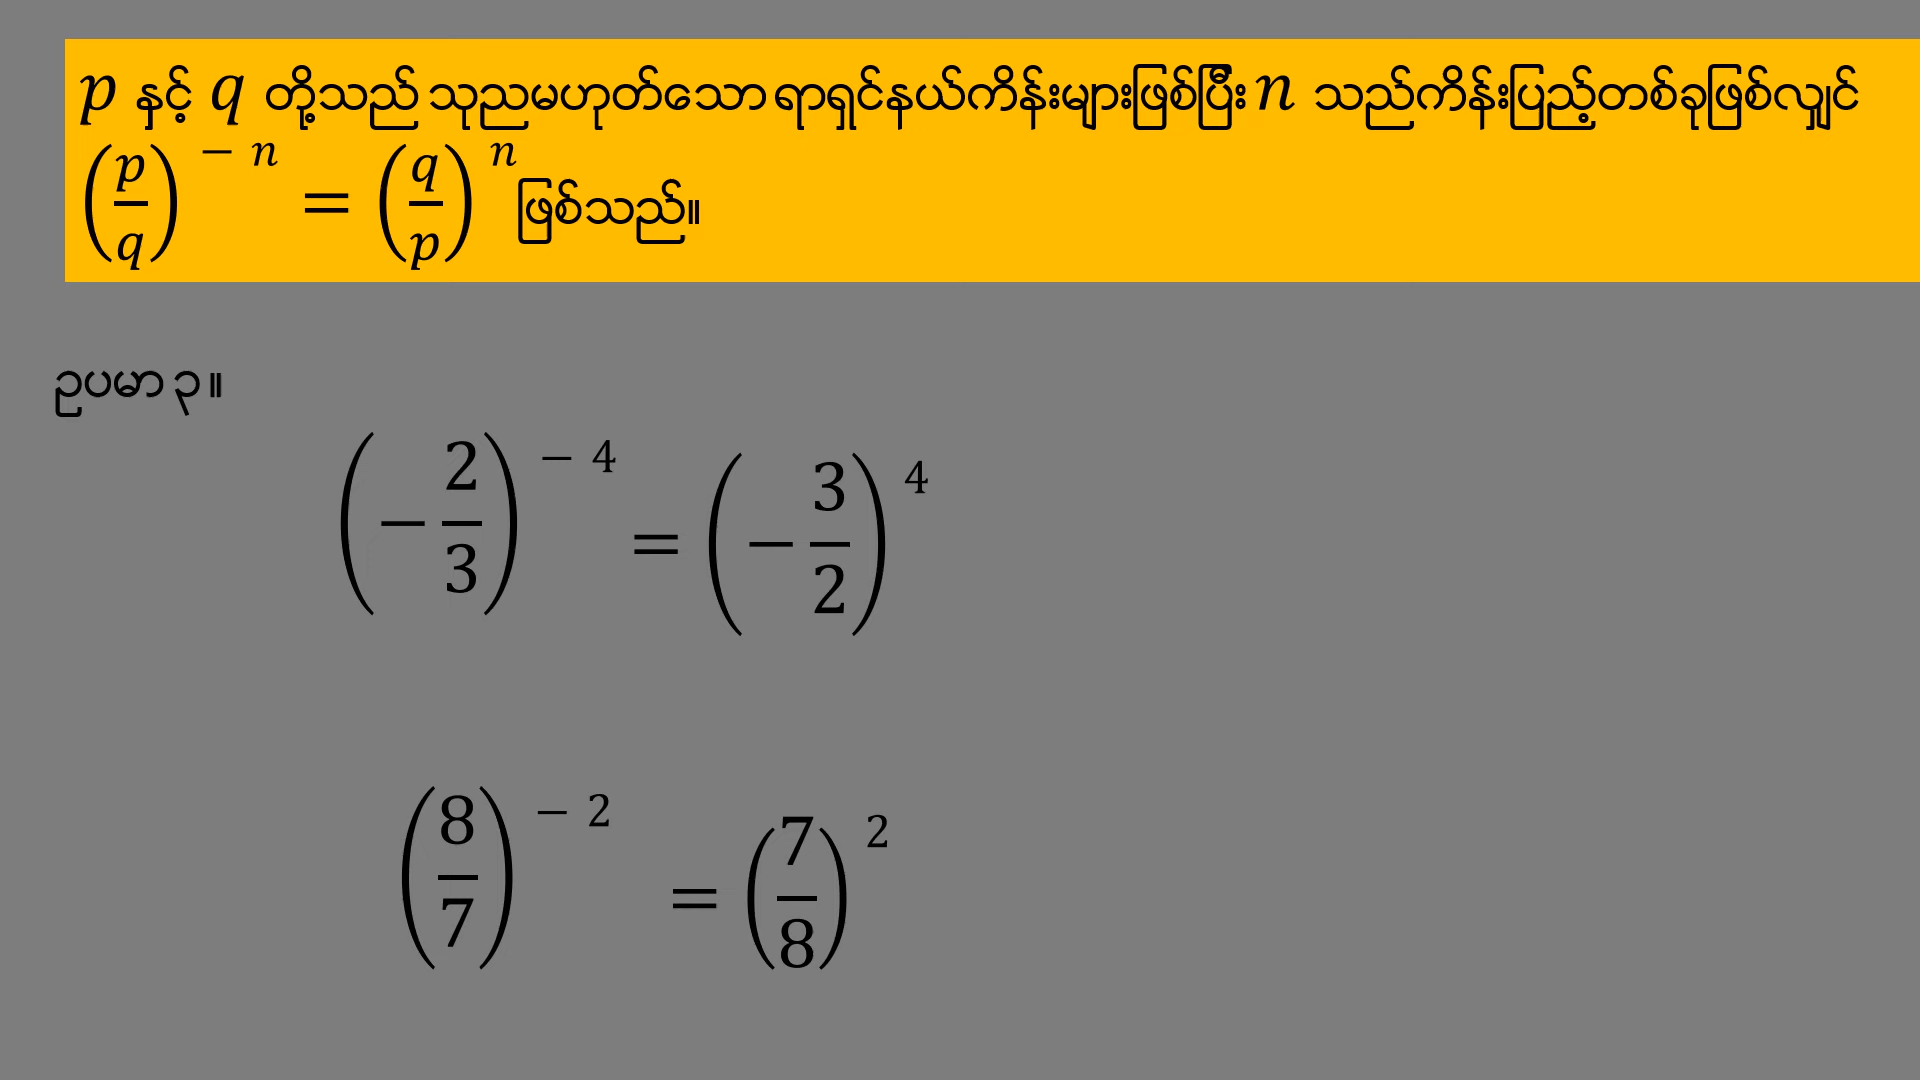 p နှင့် q တို့သည် သုညမဟုတ်သော ရာရှင်နယ်ကိန်းများဖြစ်ပြီး n သည်ကိန်းပြည့်တစ်ခုဖြစ်လျှင်
(p/q)^{-n} = (q/p)^{n} ဖြစ်သည်။
ဥပမာ ၃။
(-2/3)^{-4} = (-3/2)^{4}
(8/7)^{-2} = (7/8)^{2}